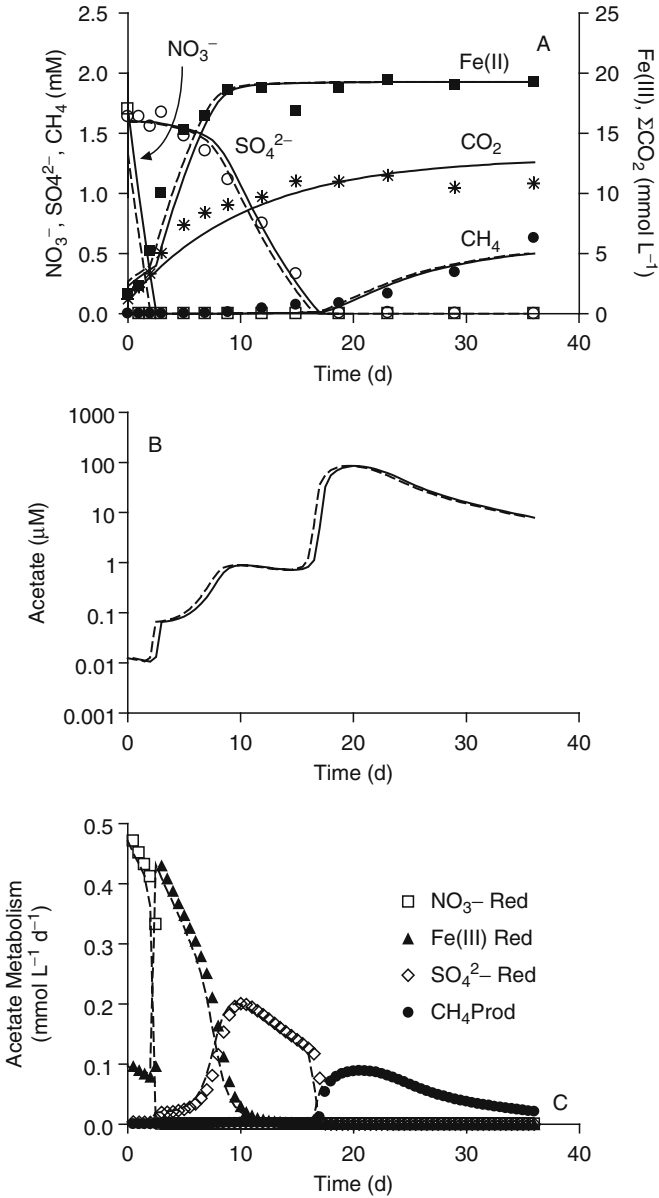 A
NO₃⁻
Fe(II)
SO₄²⁻
CO₂
CH₄
NO₃⁻, SO4²⁻, CH₄ (mM)
2.5
2.0
1.5
1.0
0.5
0.0
Fe(III), ΣCO₂
(mmol L⁻¹)
25
20
15
10
5
0
0 10 20 30 40
Time (d)
B
Acetate (μM)
1000
100
10
1
0.1
0.01
0.001
0 10 20 30 40
Time (d)
Acetate Metabolism
(mmol L⁻¹ d⁻¹)
0.5
0.4
0.3
0.2
0.1
0.0
NO₃– Red
Fe(III) Red
SO₄²– Red
CH₄Prod
C
0 10 20 30 40
Time (d)